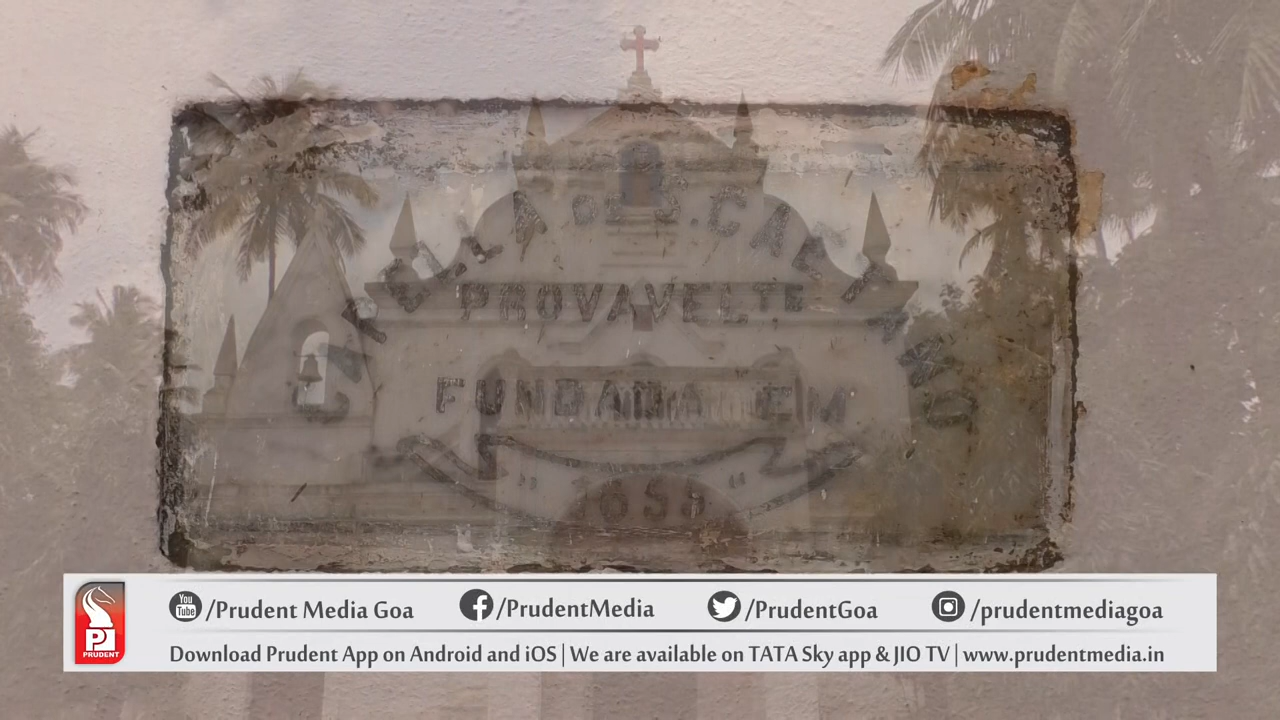 PROVAVELTE
FUNDADA EM
/Prudent Media Goa /PrudentMedia /PrudentGoa /prudentmediagoa
PRUDENT
Download Prudent App on Android and iOS | We are available on TATA Sky app & JIO TV | www.prudentmedia.in